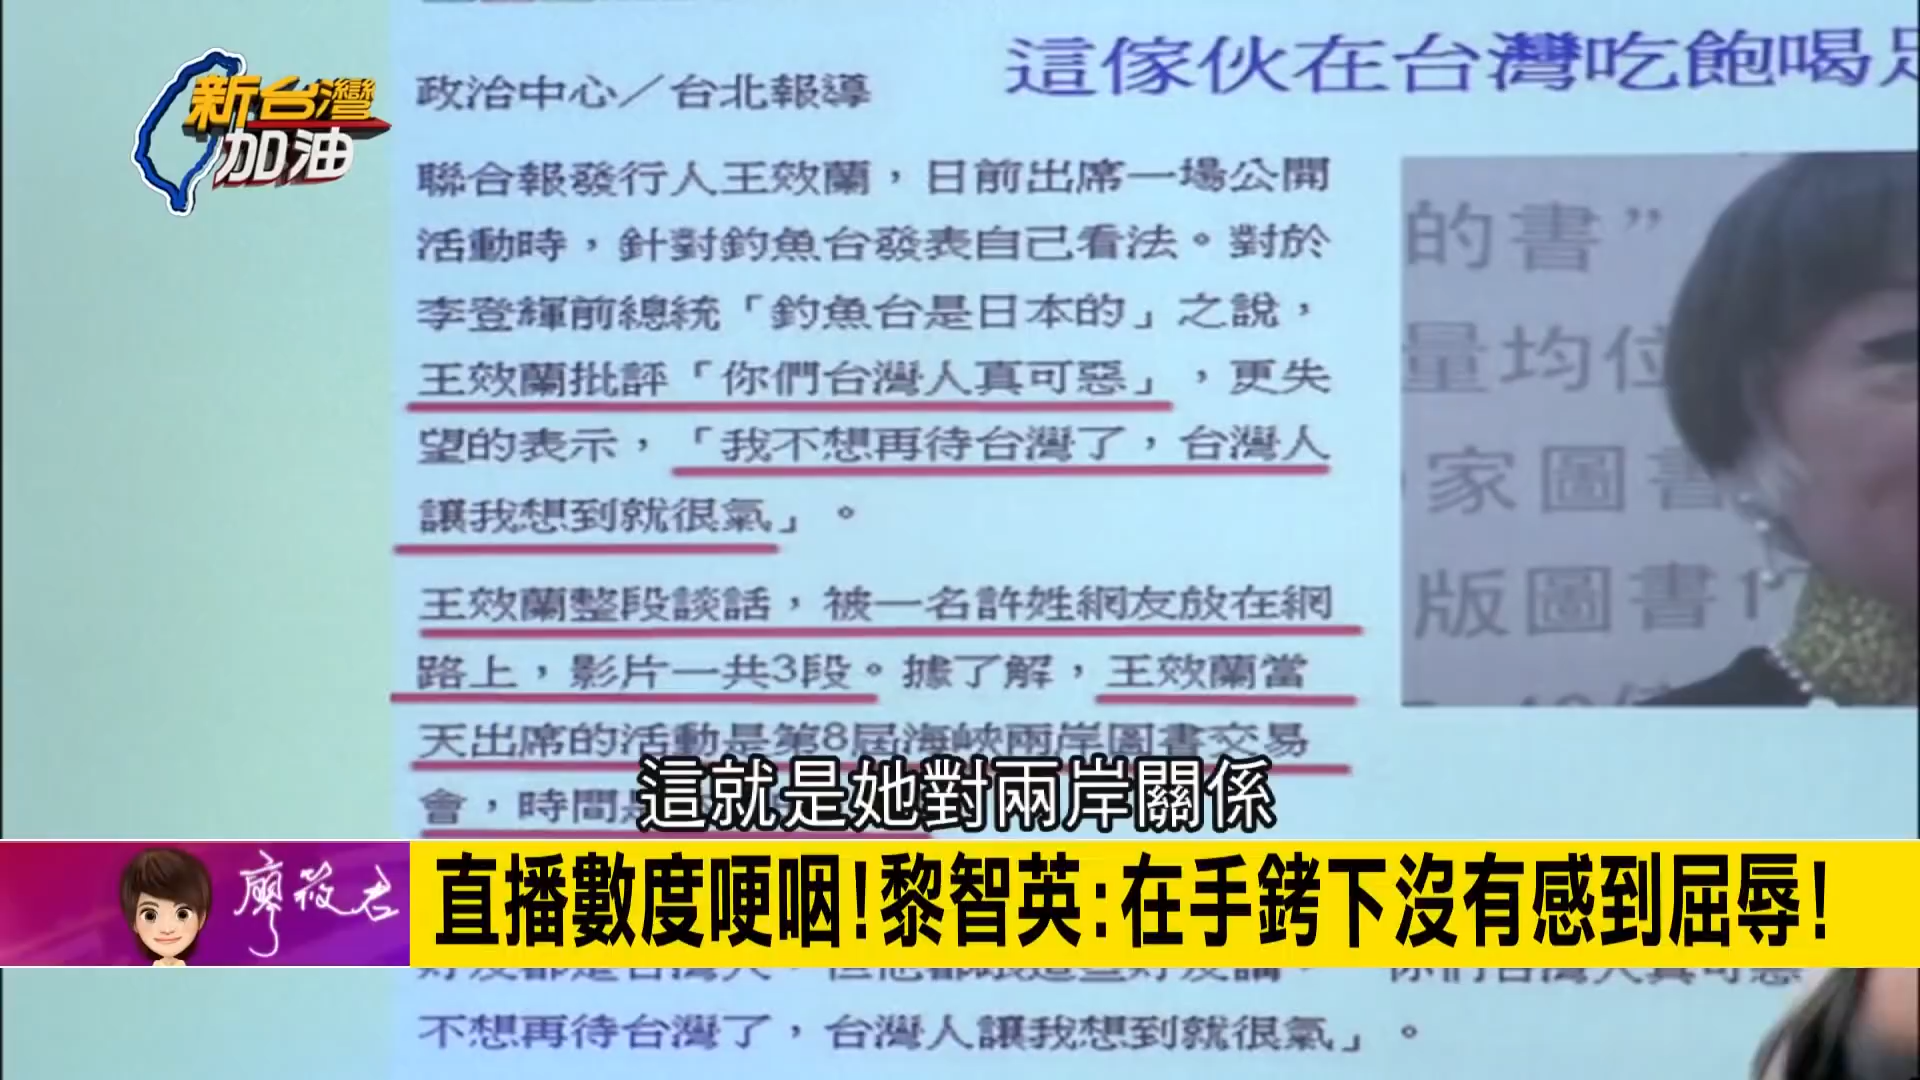 新台灣
加油
這傢伙在台灣吃飽喝足
政治中心／台北報導
聯合報發行人王效蘭，日前出席一場公開
活動時，針對釣魚台發表自己看法。對於
李登輝前總統「釣魚台是日本的」之說，
王效蘭批評「你們台灣人真可惡」，更失
望的表示，「我不想再待台灣了，台灣人
讓我想到就很氣」。
王效蘭整段談話，被一名許姓網友放在網
路上，影片一共3段。據了解，王效蘭當
天出席的活動是第8屆海峽兩岸圖書交易
會，時間是
的書”
量均位
家圖書
版圖書
這就是她對兩岸關係
廖筱君
直播數度哽咽!黎智英:在手銬下沒有感到屈辱!
不想再待台灣了，台灣人讓我想到就很氣」。